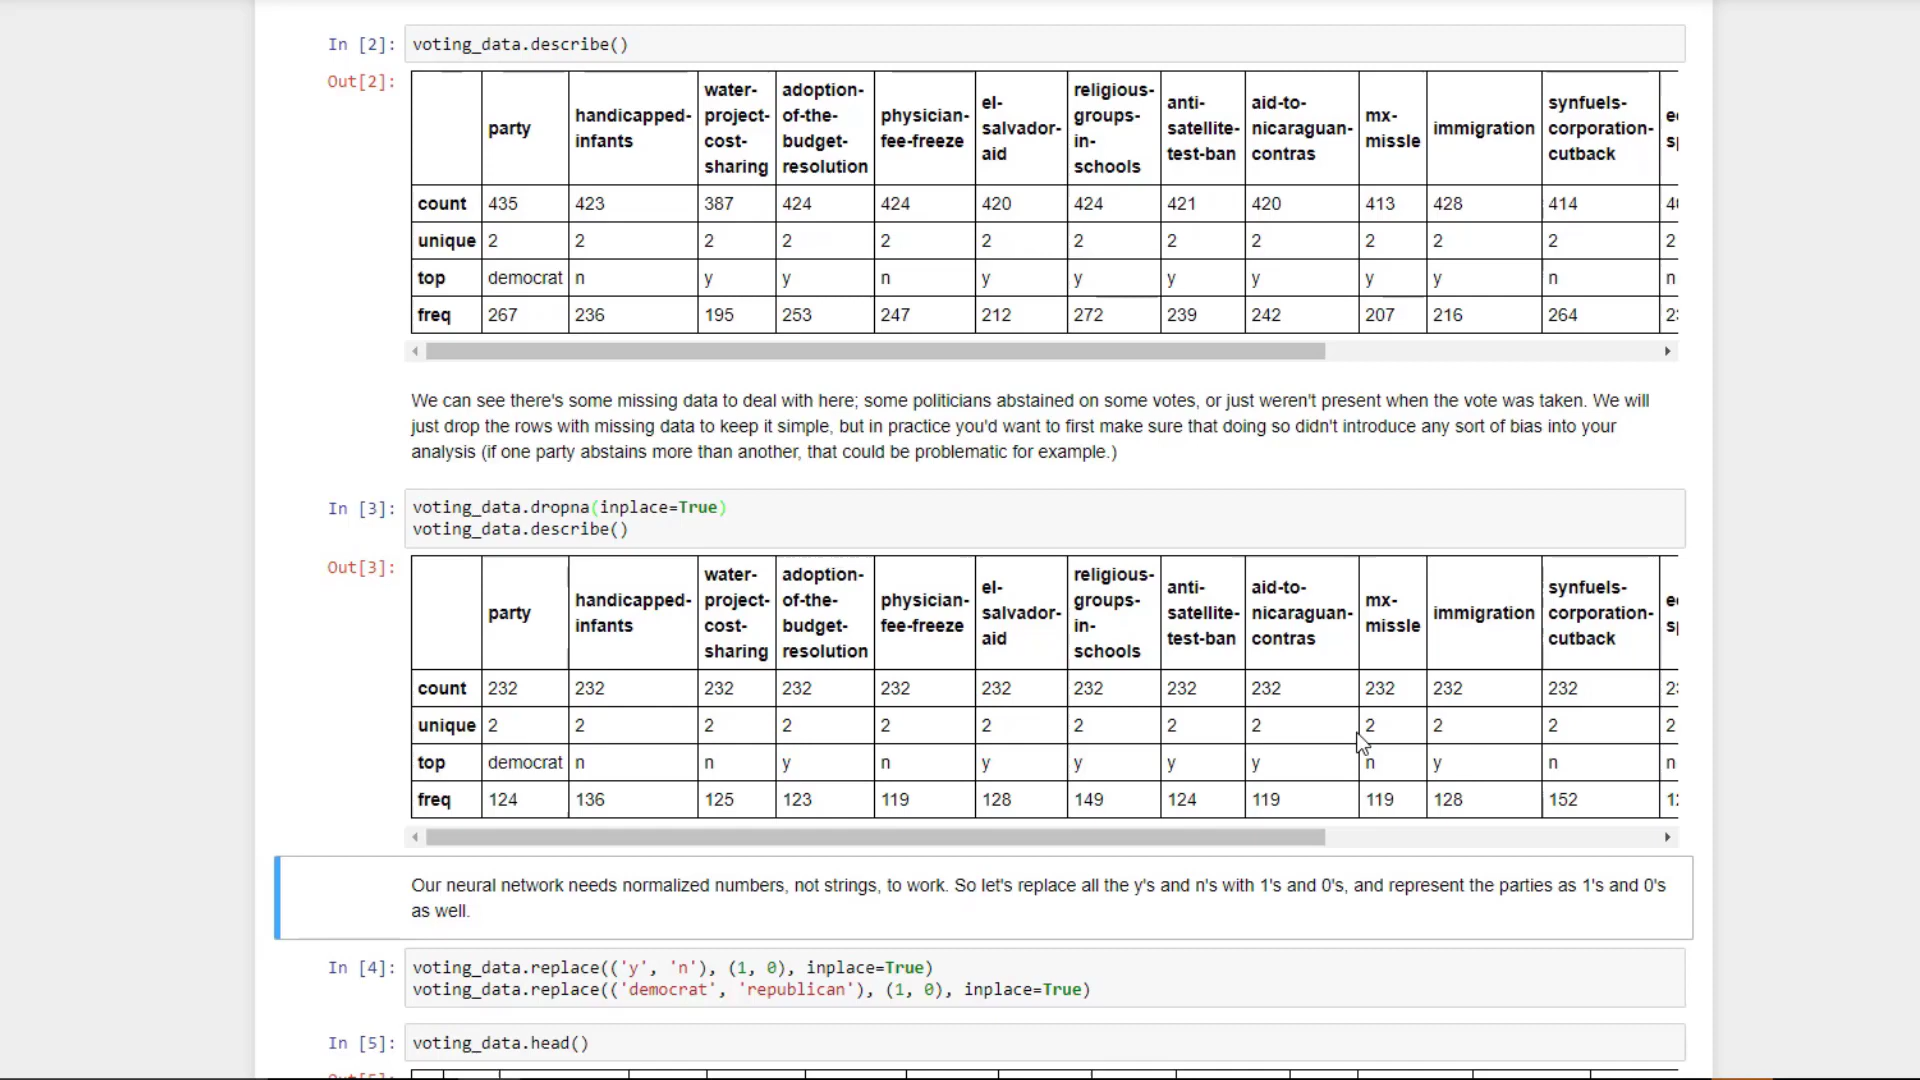 In [2]: voting_data.describe()
Out[2]:
party handicapped-infants water-project-cost-sharing adoption-of-the-budget-resolution physician-fee-freeze el-salvador-aid religious-groups-in-schools anti-satellite-test-ban aid-to-nicaraguan-contras mx-missle immigration synfuels-corporation-cutback
count 435 423 387 424 424 420 424 421 420 413 428 414
unique 2 2 2 2 2 2 2 2 2 2 2 2 2
top democrat n y y n y y y y y y n n
freq 267 236 195 253 247 212 272 239 242 207 216 264
We can see there's some missing data to deal with here; some politicians abstained on some votes, or just weren't present when the vote was taken. We will
just drop the rows with missing data to keep it simple, but in practice you'd want to first make sure that doing so didn't introduce any sort of bias into your
analysis (if one party abstains more than another, that could be problematic for example.)
In [3]: voting_data.dropna(inplace=True)
voting_data.describe()
Out[3]:
party handicapped-infants water-project-cost-sharing adoption-of-the-budget-resolution physician-fee-freeze el-salvador-aid religious-groups-in-schools anti-satellite-test-ban aid-to-nicaraguan-contras mx-missle immigration synfuels-corporation-cutback
count 232 232 232 232 232 232 232 232 232 232 232 232
unique 2 2 2 2 2 2 2 2 2 2 2 2 2
top democrat n n y n y y y y n y n n
freq 124 136 125 123 119 128 149 124 119 119 128 152
Our neural network needs normalized numbers, not strings, to work. So let's replace all the y's and n's with 1's and 0's, and represent the parties as 1's and 0's
as well.
In [4]: voting_data.replace(('y', 'n'), (1, 0), inplace=True)
voting_data.replace(('democrat', 'republican'), (1, 0), inplace=True)
In [5]: voting_data.head()